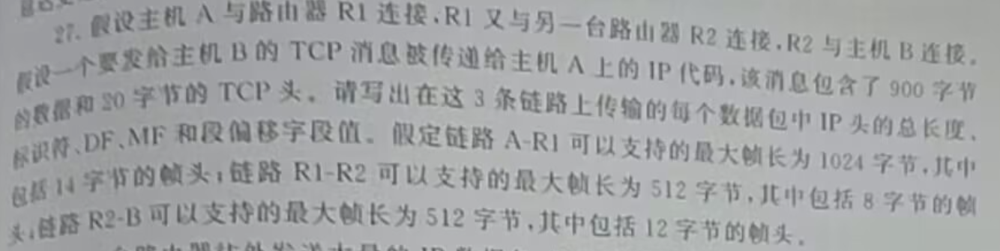 27. 假设主机 A 与路由器 R1 连接,R1 又与另一台路由器 R2 连接,R2 与主机 B 连接。
假设一个要发给主机 B 的 TCP 消息被传递给主机 A 上的 IP 代码,该消息包含了 900 字节
的数据和 20 字节的 TCP 头。请写出在这 3 条链路上传输的每个数据包中 IP 头的总长度、
标识符、DF、MF 和段偏移字段值。假定链路 A-R1 可以支持的最大帧长为 1024 字节,其中
包括 14 字节的帧头;链路 R1-R2 可以支持的最大帧长为 512 字节,其中包括 8 字节的帧
头;链路 R2-B 可以支持的最大帧长为 512 字节,其中包括 12 字节的帧头。